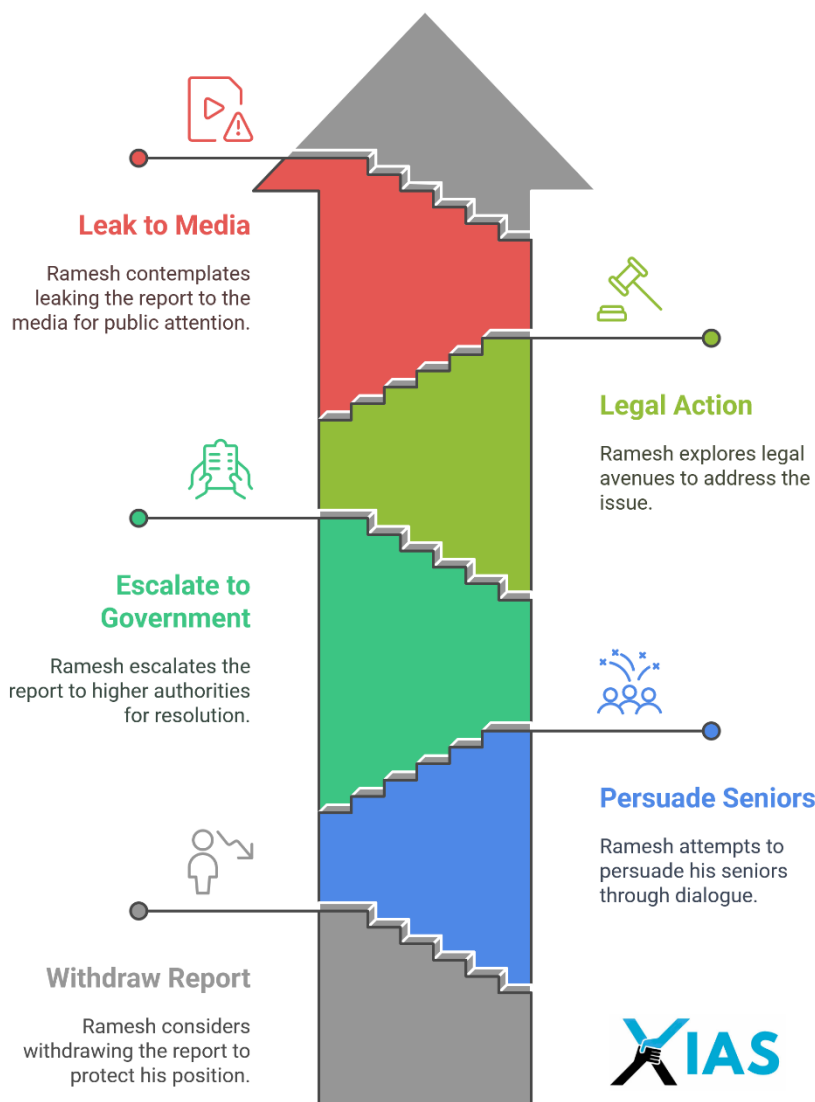 Leak to Media
Ramesh contemplates
leaking the report to the
media for public attention.
Legal Action
Ramesh explores legal
avenues to address the
issue.
Escalate to
Government
Ramesh escalates the
report to higher authorities
for resolution.
Persuade Seniors
Ramesh attempts to
persuade his seniors
through dialogue.
Withdraw Report
Ramesh considers
withdrawing the report to
protect his position.
XIAS